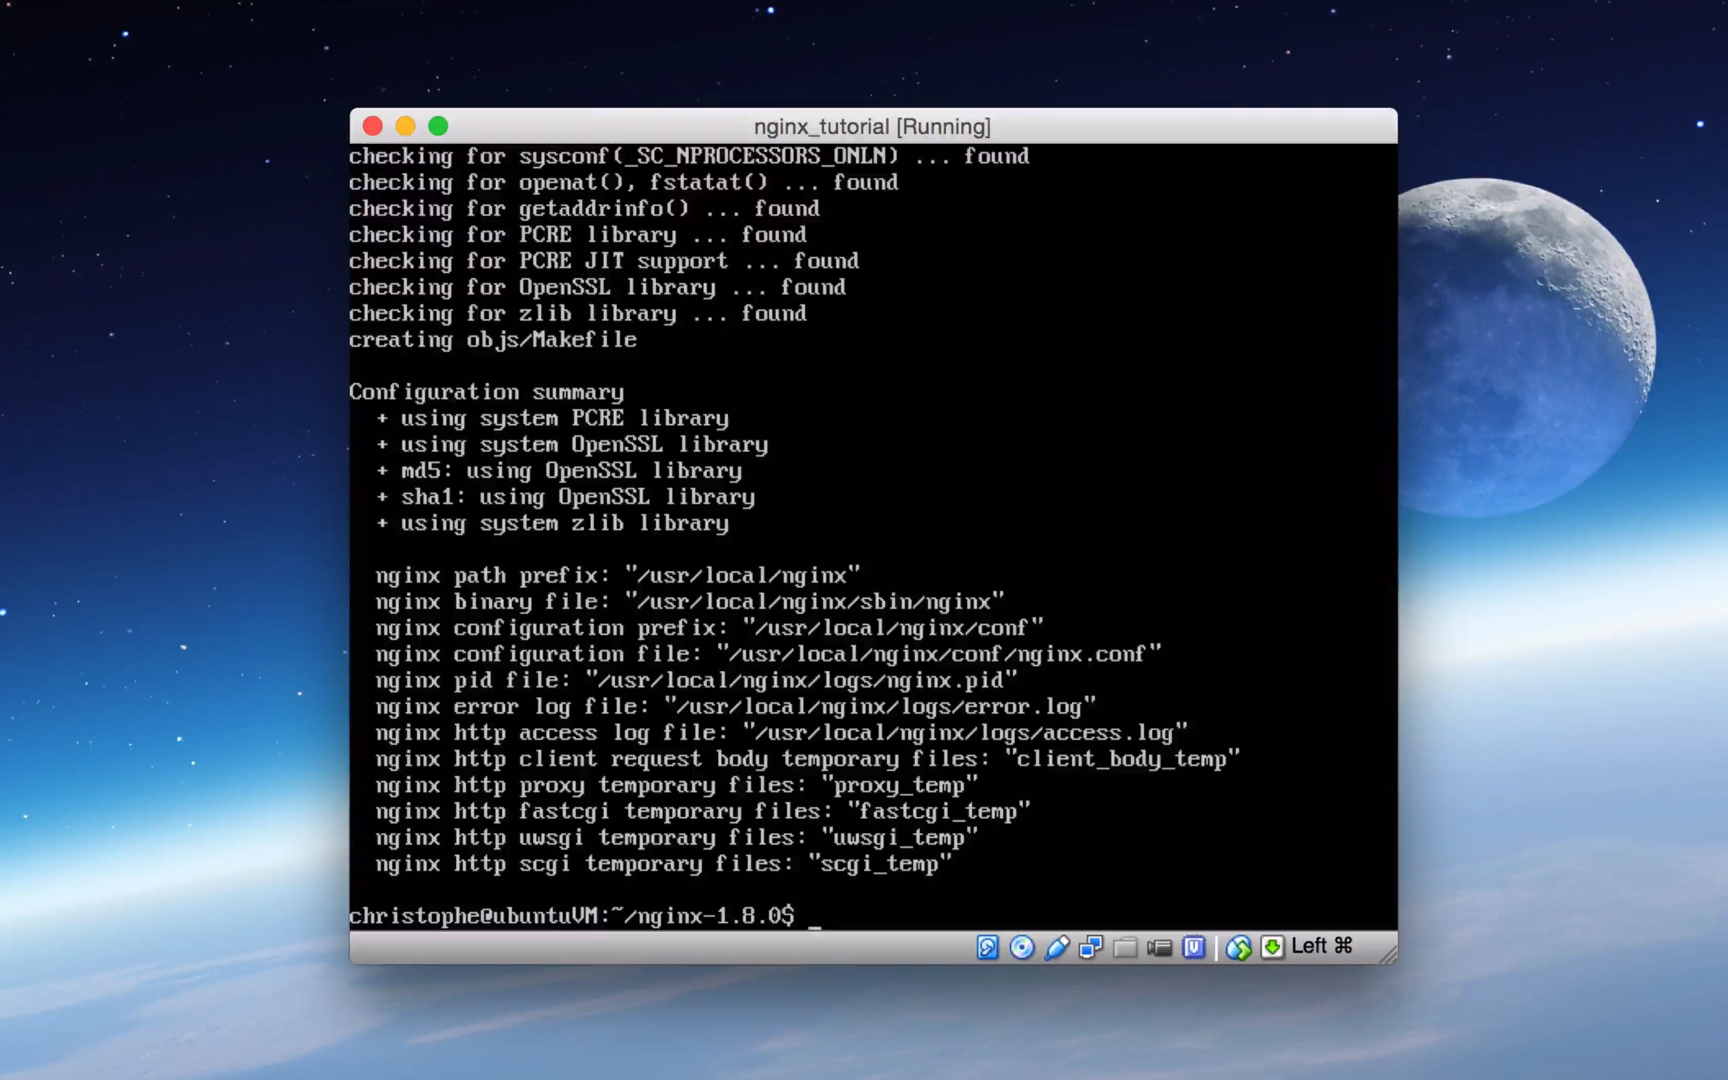 nginx_tutorial [Running]
checking for sysconf(_SC_NPROCESSORS_ONLN) ... found
checking for openat(), fstatat() ... found
checking for getaddrinfo() ... found
checking for PCRE library ... found
checking for PCRE JIT support ... found
checking for OpenSSL library ... found
checking for zlib library ... found
creating objs/Makefile
Configuration summary
+ using system PCRE library
+ using system OpenSSL library
+ md5: using OpenSSL library
+ sha1: using OpenSSL library
+ using system zlib library
nginx path prefix: "/usr/local/nginx"
nginx binary file: "/usr/local/nginx/sbin/nginx"
nginx configuration prefix: "/usr/local/nginx/conf"
nginx configuration file: "/usr/local/nginx/conf/nginx.conf"
nginx pid file: "/usr/local/nginx/logs/nginx.pid"
nginx error log file: "/usr/local/nginx/logs/error.log"
nginx http access log file: "/usr/local/nginx/logs/access.log"
nginx http client request body temporary files: "client_body_temp"
nginx http proxy temporary files: "proxy_temp"
nginx http fastcgi temporary files: "fastcgi_temp"
nginx http uwsgi temporary files: "uwsgi_temp"
nginx http scgi temporary files: "scgi_temp"
christophe@ubuntuVM:~/nginx-1.8.0$ _
Left ⌘